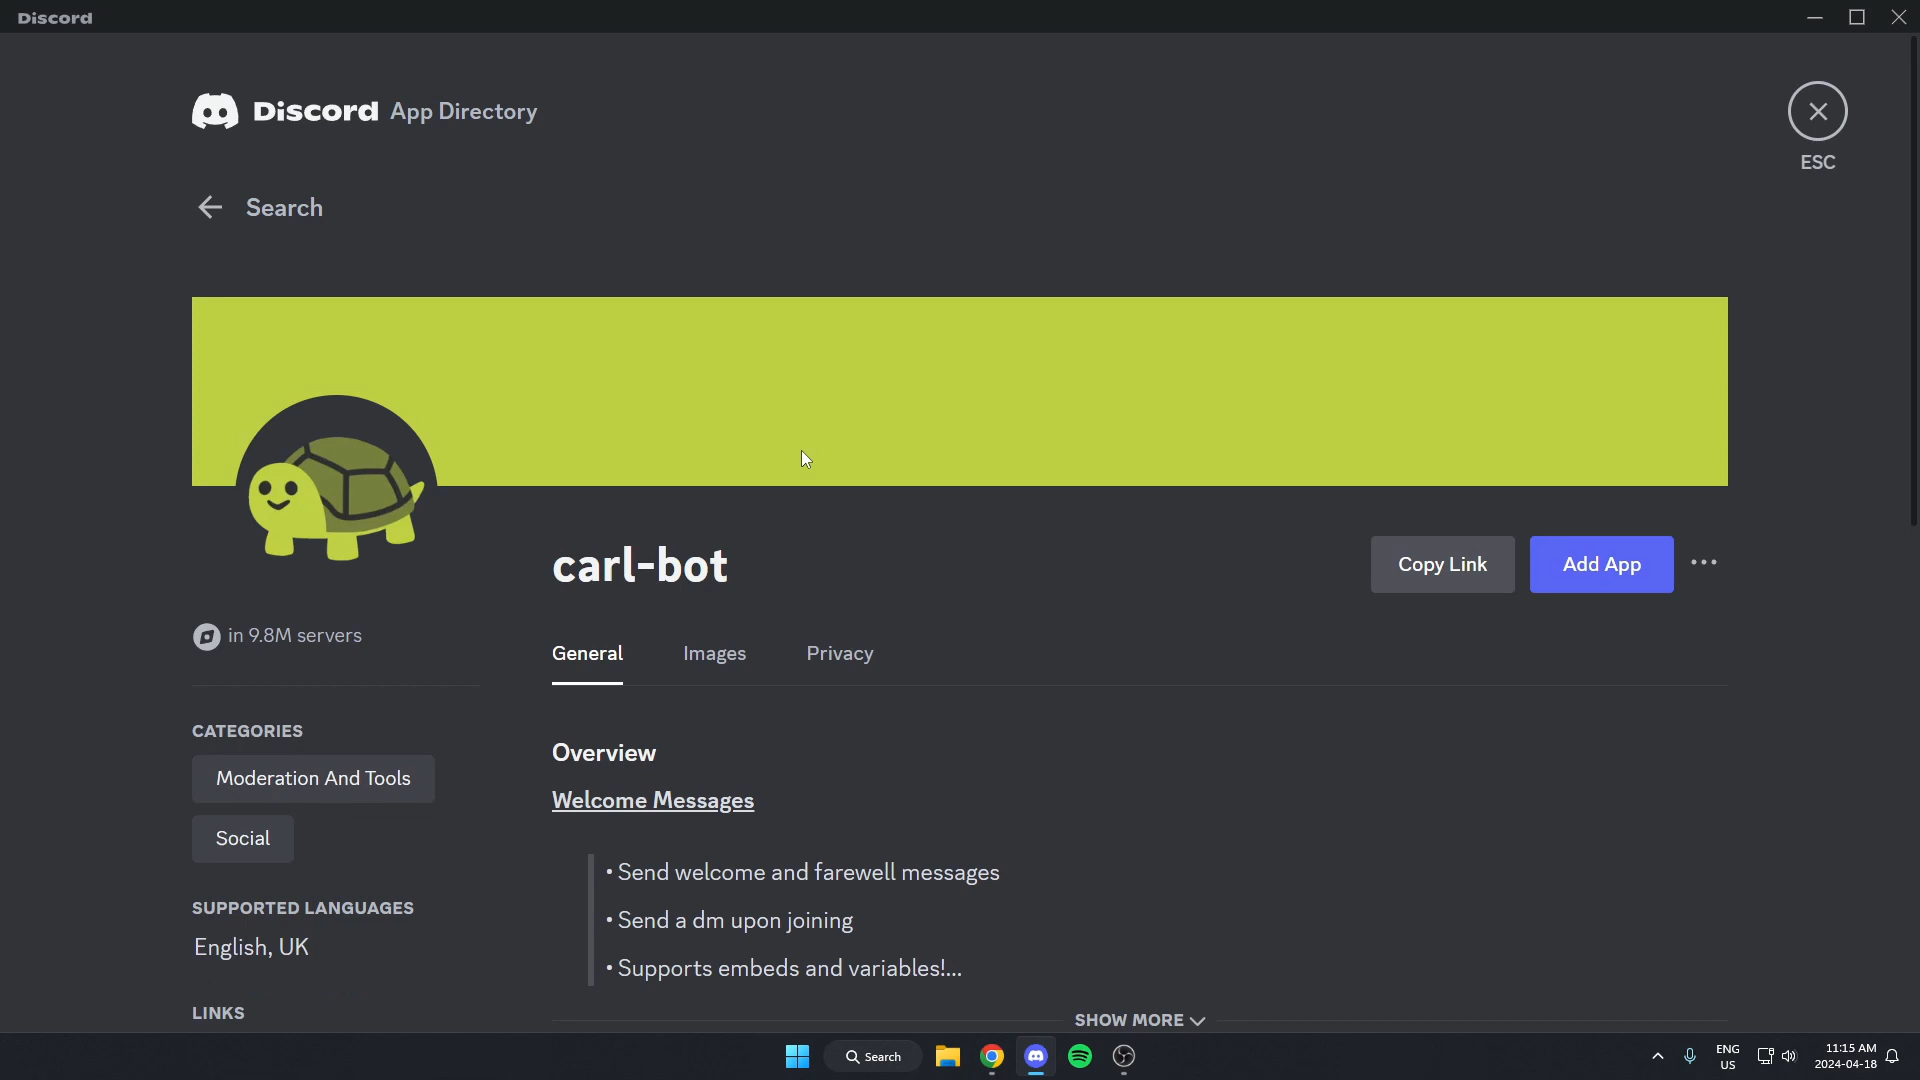 Discord
Discord App Directory
ESC
Search
carl-bot
Copy Link
Add App
in 9.8M servers
General
Images
Privacy
CATEGORIES
Moderation And Tools
Social
SUPPORTED LANGUAGES
English, UK
LINKS
Overview
Welcome Messages
• Send welcome and farewell messages
• Send a dm upon joining
• Supports embeds and variables!...
SHOW MORE
Search
ENG
US
11:15 AM
2024-04-18